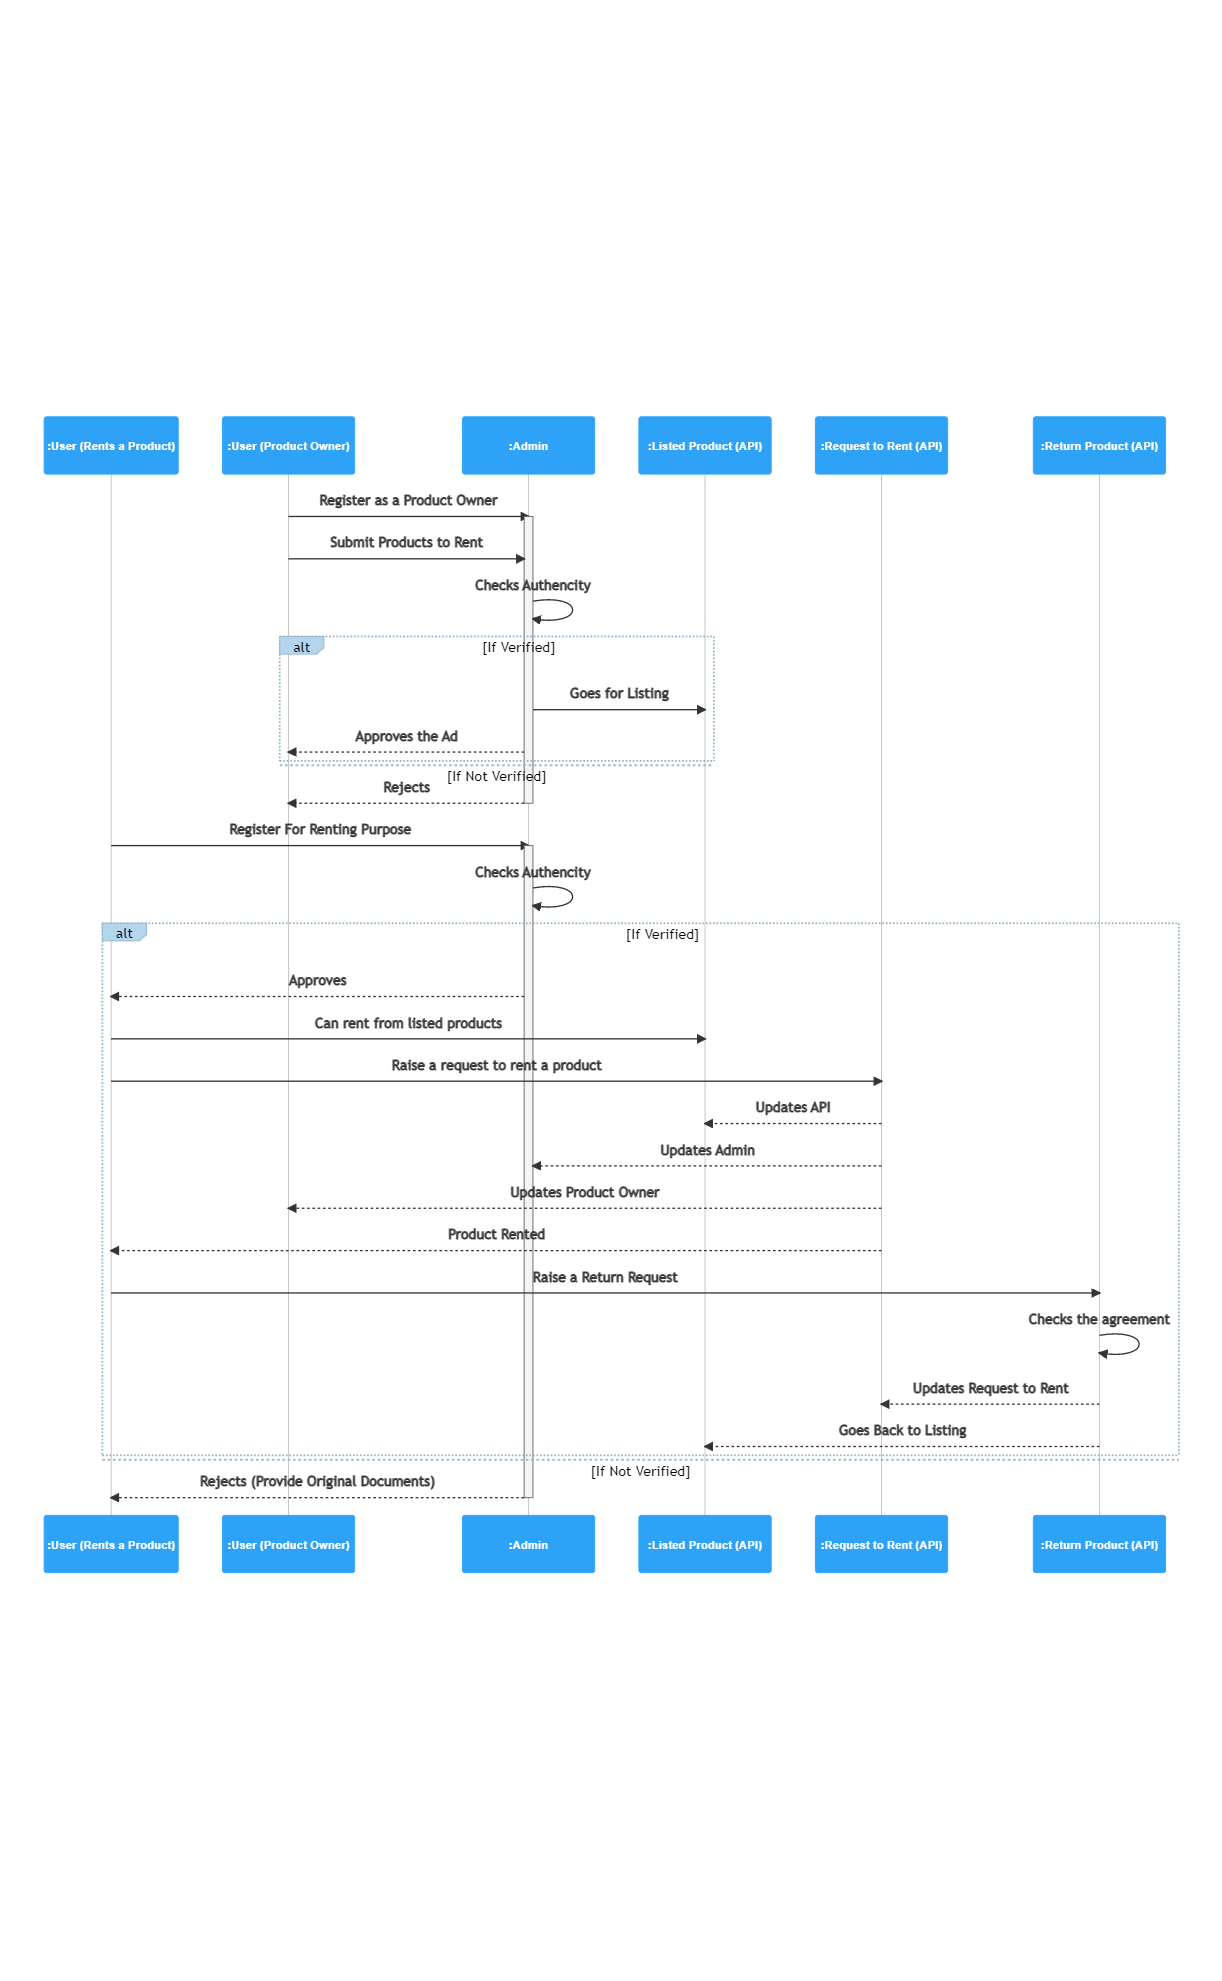 :User (Rents a Product)
:User (Product Owner)
:Admin
:Listed Product (API)
:Request to Rent (API)
:Return Product (API)
Register as a Product Owner
Submit Products to Rent
Checks Authencity
alt
[If Verified]
Goes for Listing
Approves the Ad
[If Not Verified]
Rejects
Register For Renting Purpose
Checks Authencity
alt
[If Verified]
Approves
Can rent from listed products
Raise a request to rent a product
Updates API
Updates Admin
Updates Product Owner
Product Rented
Raise a Return Request
Checks the agreement
Updates Request to Rent
Goes Back to Listing
[If Not Verified]
Rejects (Provide Original Documents)
:User (Rents a Product)
:User (Product Owner)
:Admin
:Listed Product (API)
:Request to Rent (API)
:Return Product (API)